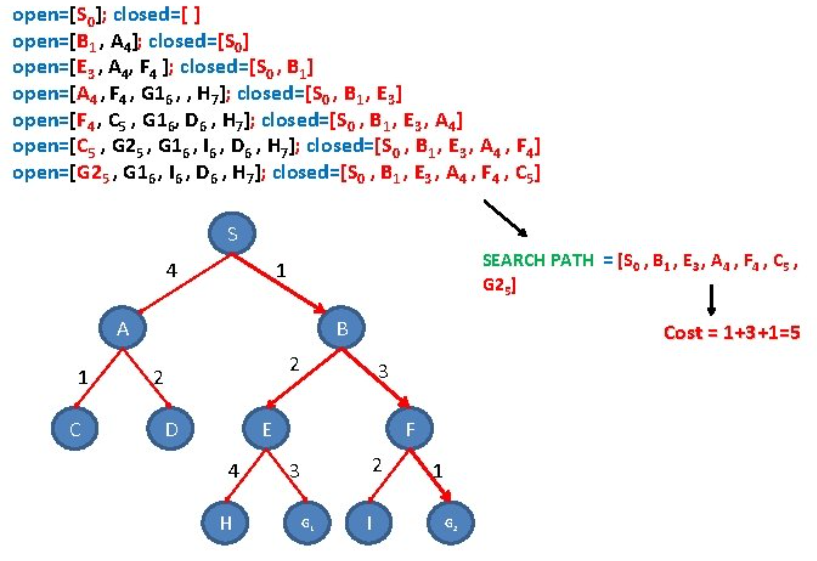 open=[S₀]; closed=[ ]
open=[B₁ , A₄]; closed=[S₀]
open=[E₃ , A₄, F₄ ]; closed=[S₀ , B₁]
open=[A₄ , F₄ , G1₆ , , H₇]; closed=[S₀ , B₁ , E₃]
open=[F₄, C₅ , G1₆, D₆ , H₇]; closed=[S₀ , B₁ , E₃ , A₄]
open=[C₅ , G2₅ , G1₆ , I₆ , D₆ , H₇]; closed=[S₀ , B₁ , E₃ , A₄ , F₄]
open=[G2₅ , G1₆ , I₆ , D₆ , H₇]; closed=[S₀ , B₁ , E₃ , A₄ , F₄ , C₅]
S
SEARCH PATH = [S₀ , B₁ , E₃ , A₄ , F₄ , C₅ ,
G2₅]
4 1
A B
Cost = 1+3+1=5
1 2 2 3
C D E F
4 3 2 1
H G₁ I G₂